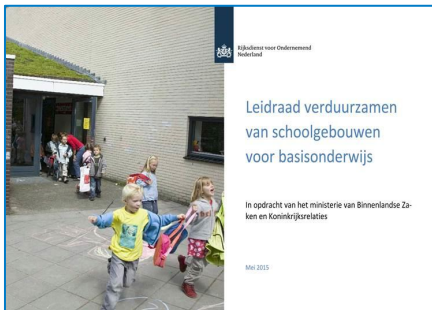 Rijksdienst voor Ondernemend
Nederland
Leidraad verduurzamen
van schoolgebouwen
voor basisonderwijs
In opdracht van het ministerie van Binnenlandse Za-
ken en Koninkrijksrelaties
Mei 2015